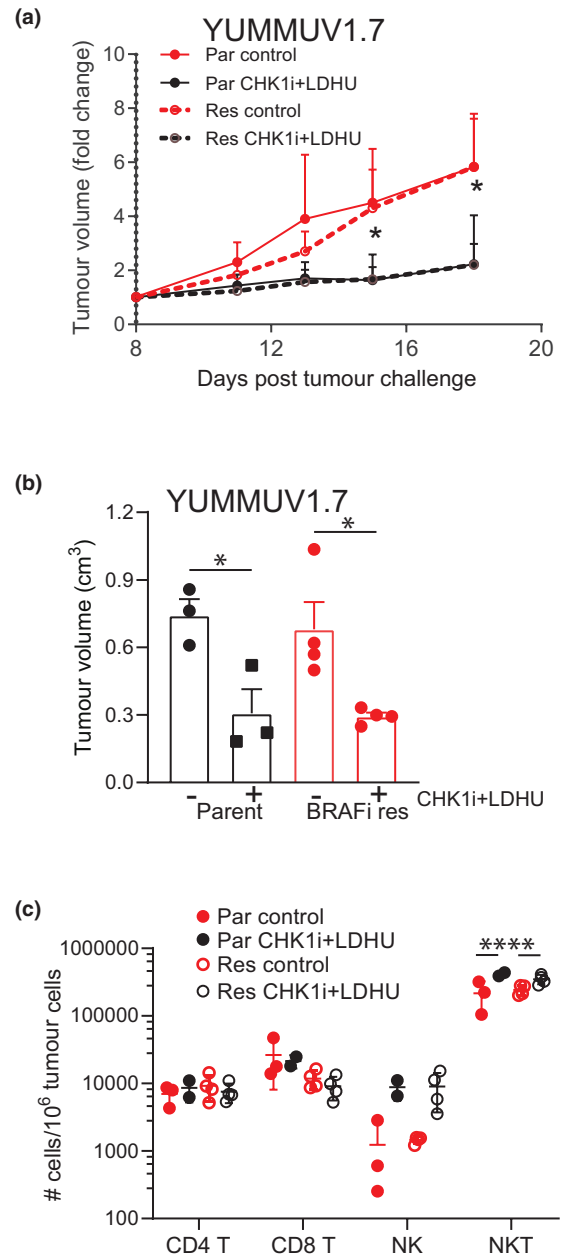 (a)
YUMMUV1.7
Par control
Par CHK1i+LDHU
Res control
Res CHK1i+LDHU
Tumour volume (fold change)
10
8
6
4
2
0
*
*
8
12
16
20
Days post tumour challenge
(b)
YUMMUV1.7
Tumour volume (cm³)
1.2
0.9
0.6
0.3
0.0
*
*
- + - + CHK1i+LDHU
Parent BRAFi res
(c)
Par control
Par CHK1i+LDHU
Res control
Res CHK1i+LDHU
# cells/10⁶ tumour cells
1000000
100000
10000
1000
100
****
CD4 T CD8 T NK NKT